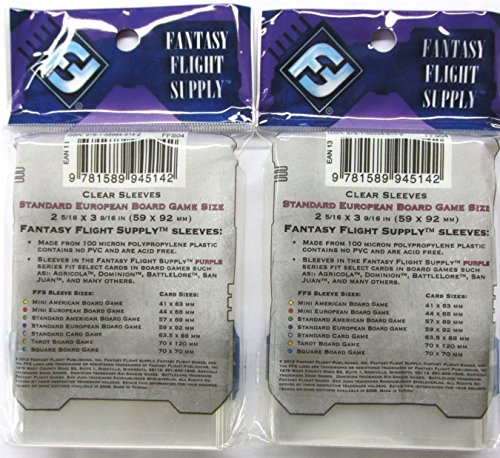 FANTASY
FLIGHT
SUPPLY™
FFS04
EAN 13
9 781589 945142
CLEAR SLEEVES
STANDARD EUROPEAN BOARD GAME SIZE
2 5/16 X 3 9/16 IN (59 X 92 MM)
FANTASY FLIGHT SUPPLY™ SLEEVES:
• MADE FROM 100 MICRON POLYPROPYLENE PLASTIC
CONTAINS NO PVC AND ARE ACID FREE.
• SLEEVES IN THE FANTASY FLIGHT SUPPLY™ PURPLE
SERIES FIT SELECT CARDS IN BOARD GAMES SUCH
AS: AGRICOLA™, DOMINION™, BATTLELORE™, SAN
JUAN™, AND MANY OTHERS.
FFS SLEEVE SIZES: CARD SIZES:
MINI AMERICAN BOARD GAME 41 X 63 MM
MINI EUROPEAN BOARD GAME 44 X 68 MM
STANDARD AMERICAN BOARD GAME 57 X 89 MM
STANDARD EUROPEAN BOARD GAME 59 X 92 MM
STANDARD CARD GAME 63.5 X 88 MM
TAROT BOARD GAME 70 X 120 MM
SQUARE BOARD GAME 70 X 70 MM
FANTASY
FLIGHT
SUPPLY™
FFS04
EAN 13
9 781589 945142
CLEAR SLEEVES
STANDARD EUROPEAN BOARD GAME SIZE
2 5/16 X 3 9/16 IN (59 X 92 MM)
FANTASY FLIGHT SUPPLY™ SLEEVES:
• MADE FROM 100 MICRON POLYPROPYLENE PLASTIC
CONTAINS NO PVC AND ARE ACID FREE.
• SLEEVES IN THE FANTASY FLIGHT SUPPLY™ PURPLE
SERIES FIT SELECT CARDS IN BOARD GAMES SUCH
AS: AGRICOLA™, DOMINION™, BATTLELORE™, SAN
JUAN™, AND MANY OTHERS.
FFS SLEEVE SIZES: CARD SIZES:
MINI AMERICAN BOARD GAME 41 X 63 MM
MINI EUROPEAN BOARD GAME 44 X 68 MM
STANDARD AMERICAN BOARD GAME 57 X 89 MM
STANDARD EUROPEAN BOARD GAME 59 X 92 MM
STANDARD CARD GAME 63.5 X 88 MM
TAROT BOARD GAME 70 X 120 MM
SQUARE BOARD GAME 70 X 70 MM